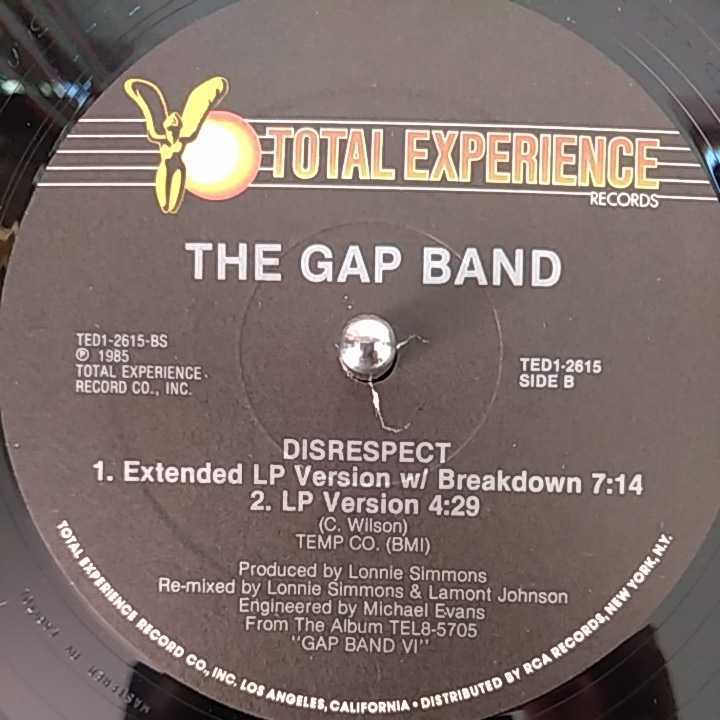 TOTAL EXPERIENCE
RECORDS
THE GAP BAND
TED1-2615-BS
℗ 1985
TOTAL EXPERIENCE
RECORD CO., INC.
TED1-2615
SIDE B
DISRESPECT
1. Extended LP Version w/ Breakdown 7:14
2. LP Version 4:29
(C. Wilson)
TEMP CO. (BMI)
Produced by Lonnie Simmons
Re-mixed by Lonnie Simmons & Lamont Johnson
Engineered by Michael Evans
From The Album TEL8-5705
"GAP BAND VI"
TOTAL EXPERIENCE RECORD CO., INC. LOS ANGELES, CALIFORNIA • DISTRIBUTED BY RCA RECORDS, NEW YORK, N.Y.